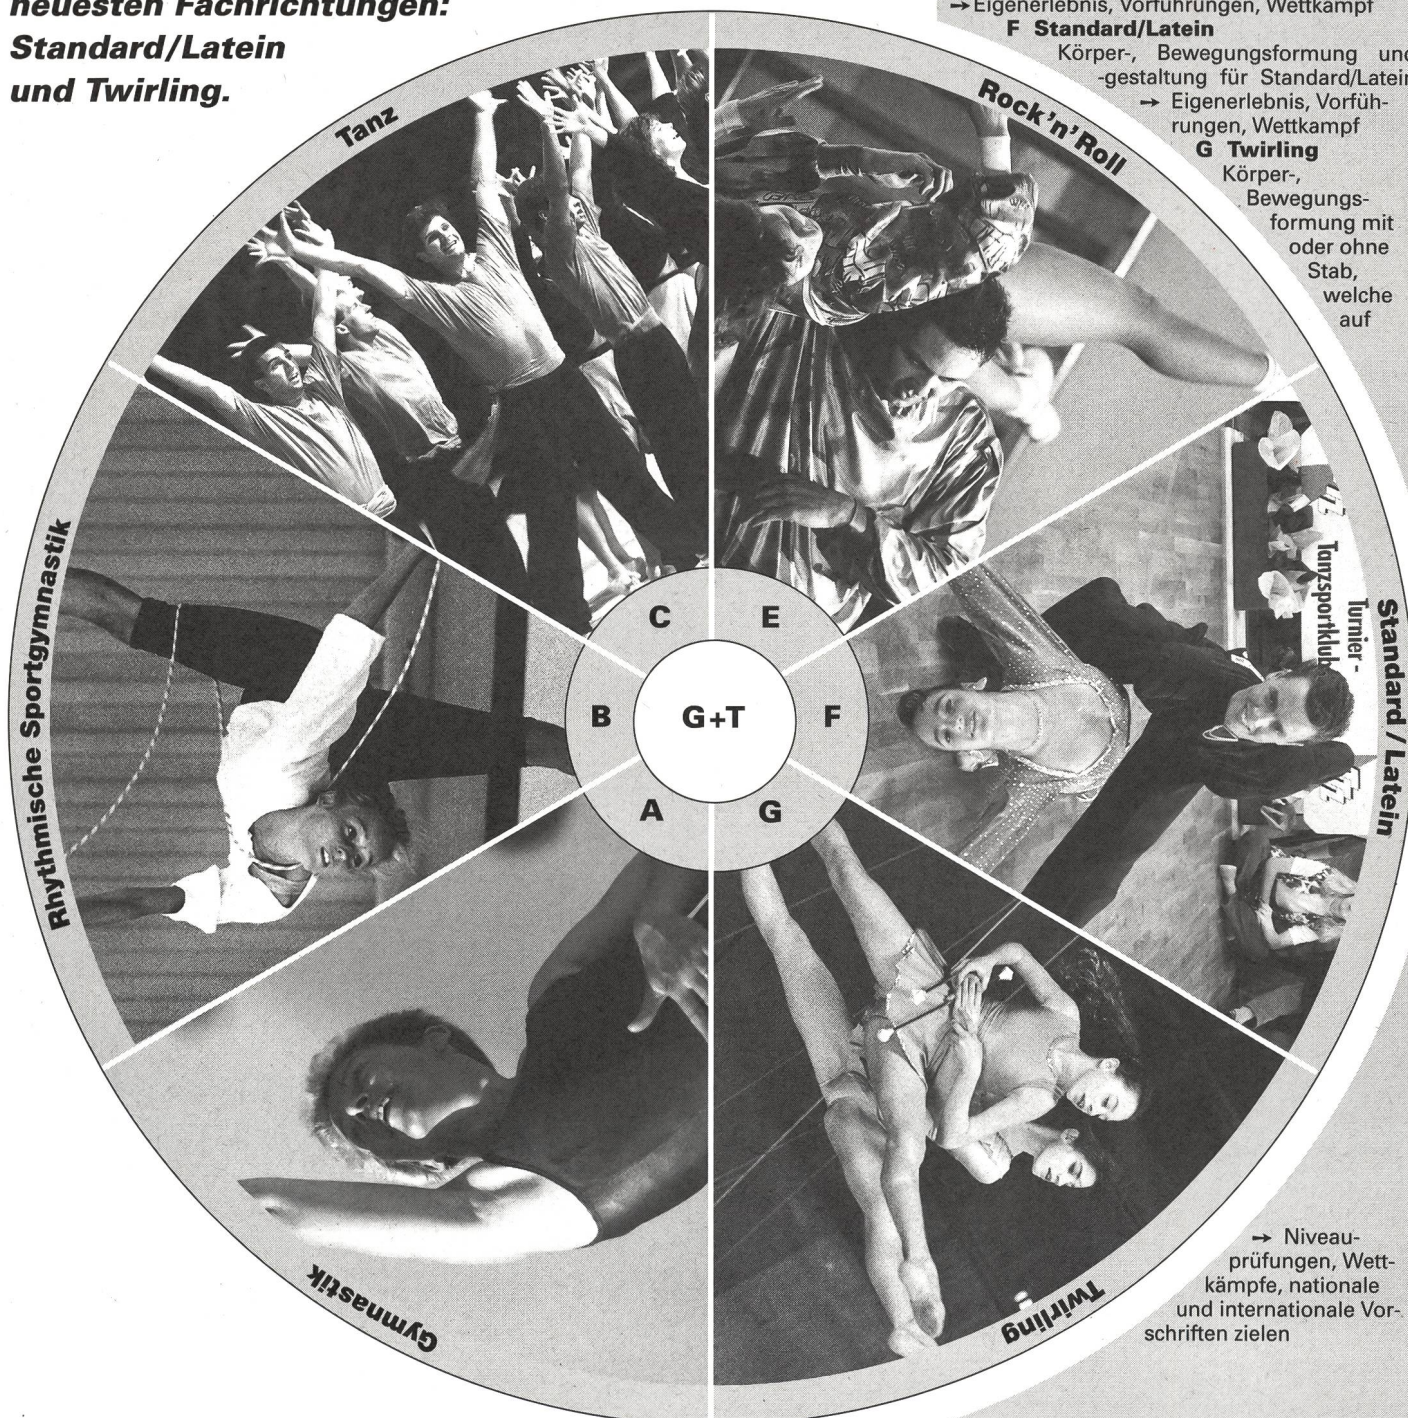 neuesten Fachrichtungen:
Standard/Latein
und Twirling.
→ Eigenerlebnis, Vorführungen, Wettkampf
F Standard/Latein
Körper-, Bewegungsformung und
-gestaltung für Standard/Latein
→ Eigenerlebnis, Vorfüh-
rungen, Wettkampf
G Twirling
Körper-,
Bewegungs-
formung mit
oder ohne
Stab,
welche
auf
→ Niveau-
prüfungen, Wett-
kämpfe, nationale
und internationale Vor-
schriften zielen
Tanz
Rock'n'Roll
Standard / Latein
Twirling
Gymnastik
Rhythmische Sportgymnastik
C
E
B
G+T
F
A
G
Turnier-
Tanzsportklub